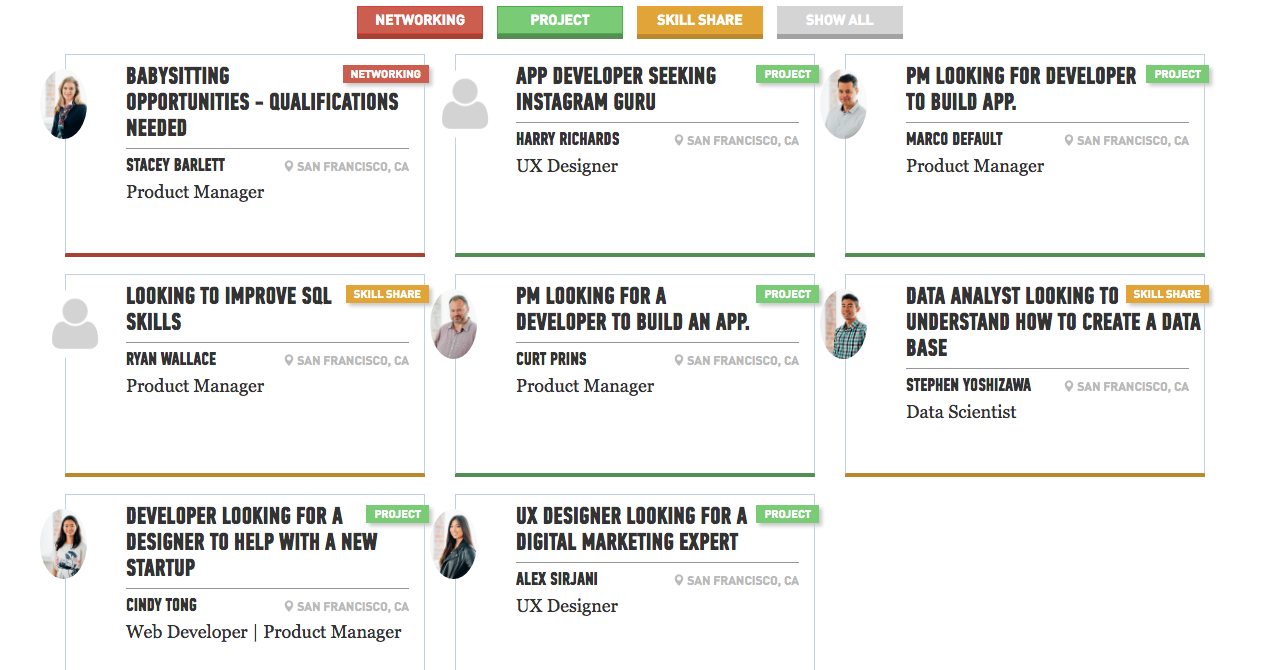 NETWORKING
PROJECT
SKILL SHARE
SHOW ALL
BABYSITTING
OPPORTUNITIES - QUALIFICATIONS
NEEDED
NETWORKING
STACEY BARLETT
SAN FRANCISCO, CA
Product Manager
APP DEVELOPER SEEKING
INSTAGRAM GURU
PROJECT
HARRY RICHARDS
SAN FRANCISCO, CA
UX Designer
PM LOOKING FOR DEVELOPER
TO BUILD APP.
PROJECT
MARCO DEFAULT
SAN FRANCISCO, CA
Product Manager
LOOKING TO IMPROVE SQL
SKILLS
SKILL SHARE
RYAN WALLACE
SAN FRANCISCO, CA
Product Manager
PM LOOKING FOR A
DEVELOPER TO BUILD AN APP.
PROJECT
CURT PRINS
SAN FRANCISCO, CA
Product Manager
DATA ANALYST LOOKING TO
UNDERSTAND HOW TO CREATE A DATA
BASE
SKILL SHARE
STEPHEN YOSHIZAWA
SAN FRANCISCO, CA
Data Scientist
DEVELOPER LOOKING FOR A
DESIGNER TO HELP WITH A NEW
STARTUP
PROJECT
CINDY TONG
SAN FRANCISCO, CA
Web Developer | Product Manager
UX DESIGNER LOOKING FOR A
DIGITAL MARKETING EXPERT
PROJECT
ALEX SIRJANI
SAN FRANCISCO, CA
UX Designer